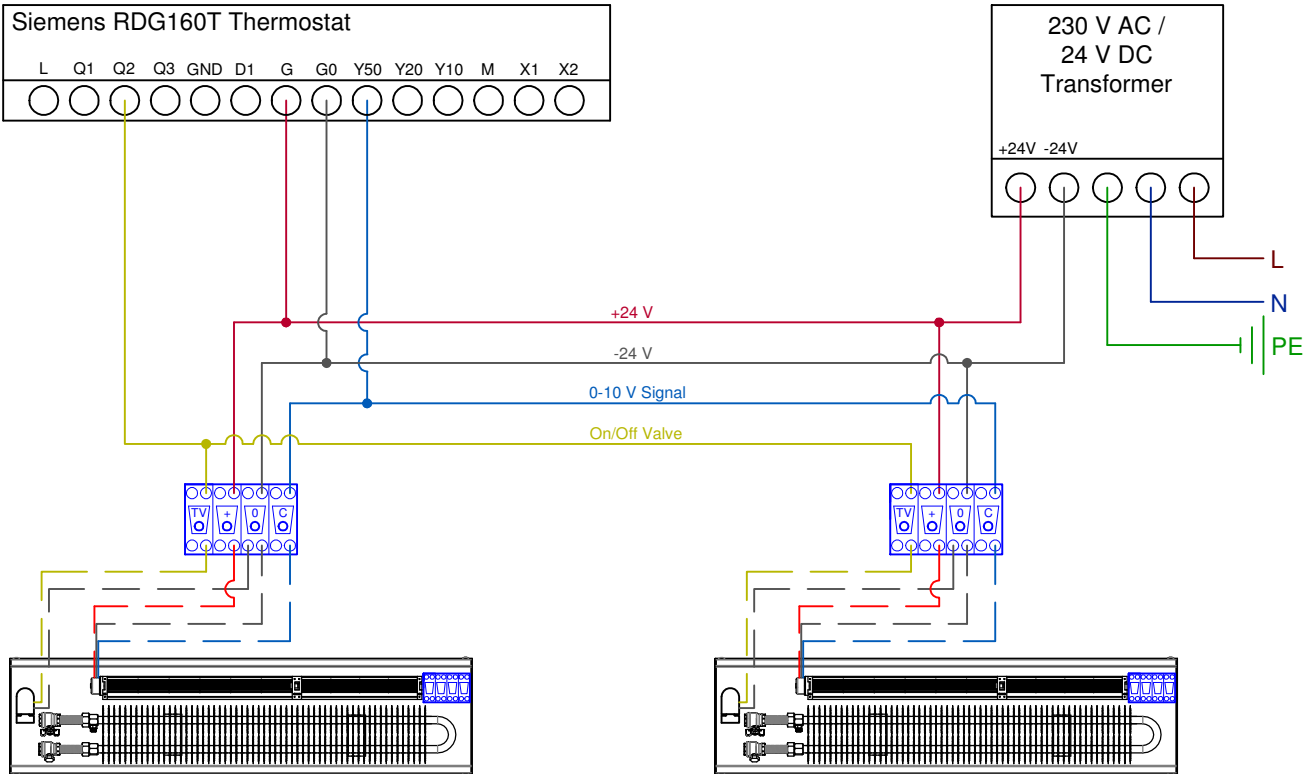 Siemens RDG160T Thermostat
L Q1 Q2 Q3 GND D1 G G0 Y50 Y20 Y10 M X1 X2
230 V AC /
24 V DC
Transformer
+24V -24V
L
N
PE
+24 V
-24 V
0-10 V Signal
On/Off Valve
TV + 0 C
TV + 0 C